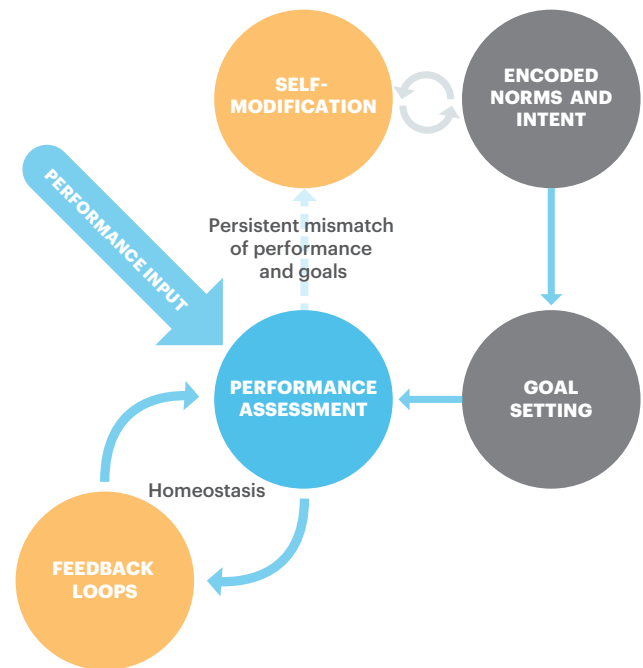 SELF-
MODIFICATION
ENCODED
NORMS AND
INTENT
PERFORMANCE INPUT
Persistent mismatch
of performance
and goals
PERFORMANCE
ASSESSMENT
GOAL
SETTING
Homeostasis
FEEDBACK
LOOPS